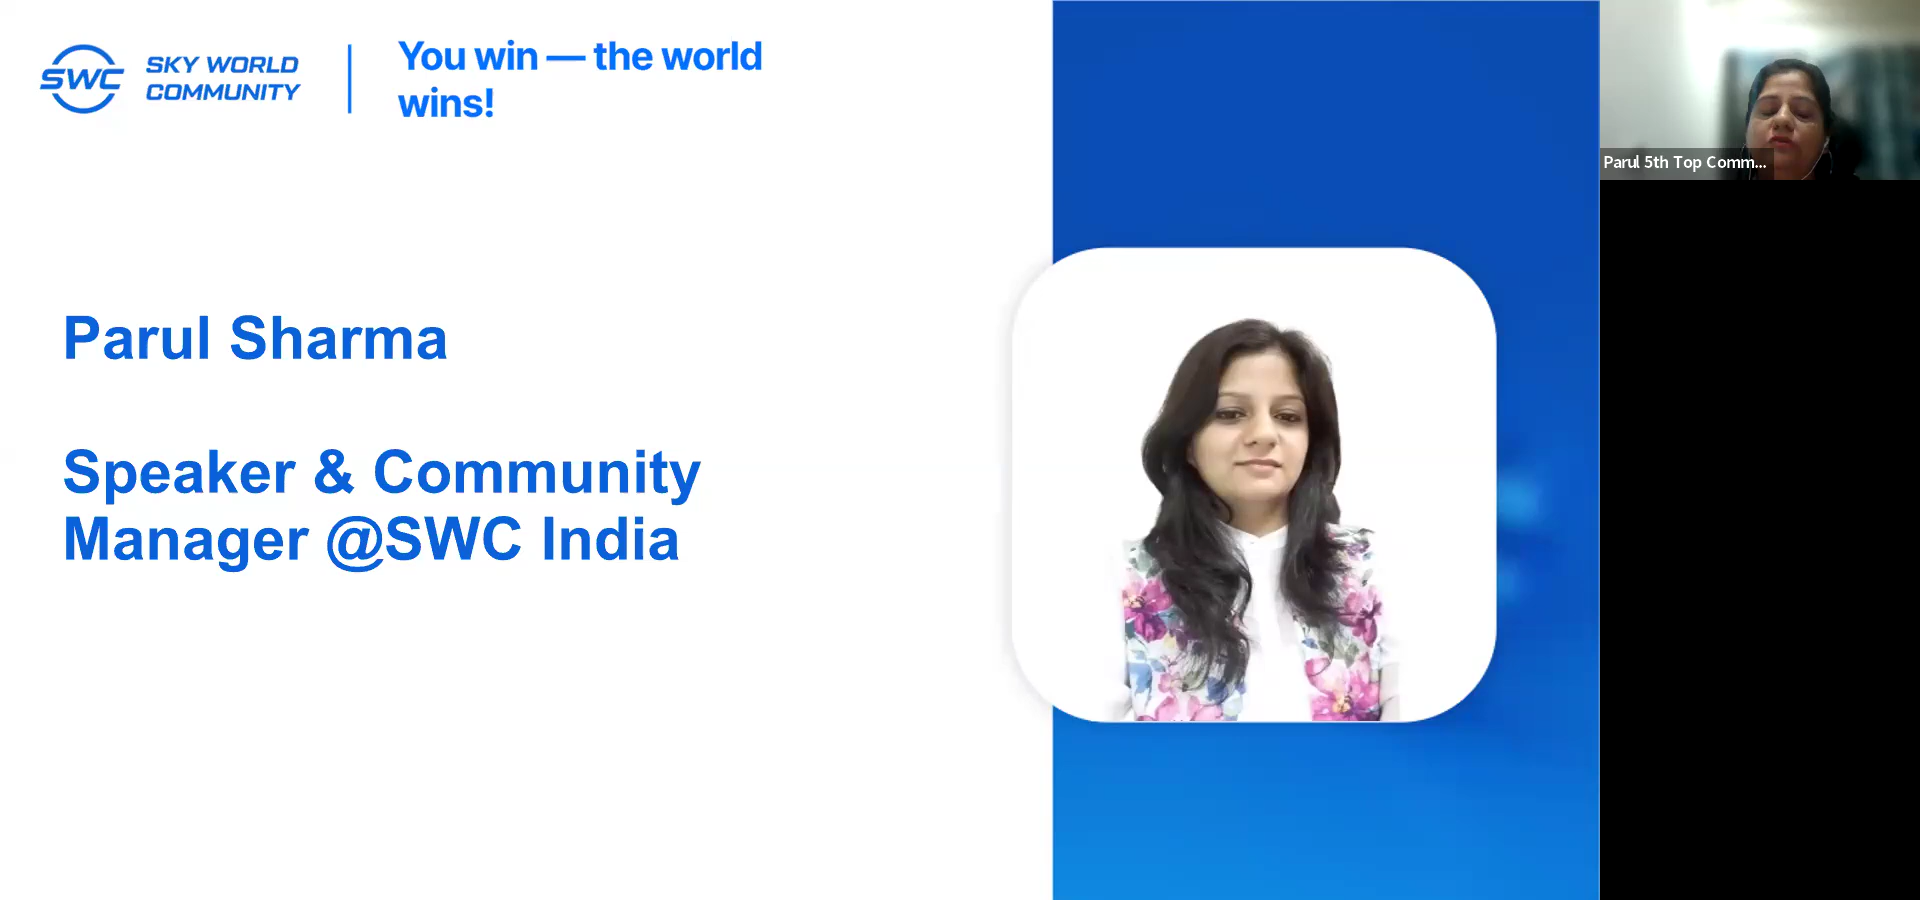 SWC
SKY WORLD
COMMUNITY
You win — the world
wins!
Parul Sharma
Speaker & Community
Manager @SWC India
Parul 5th Top Comm...